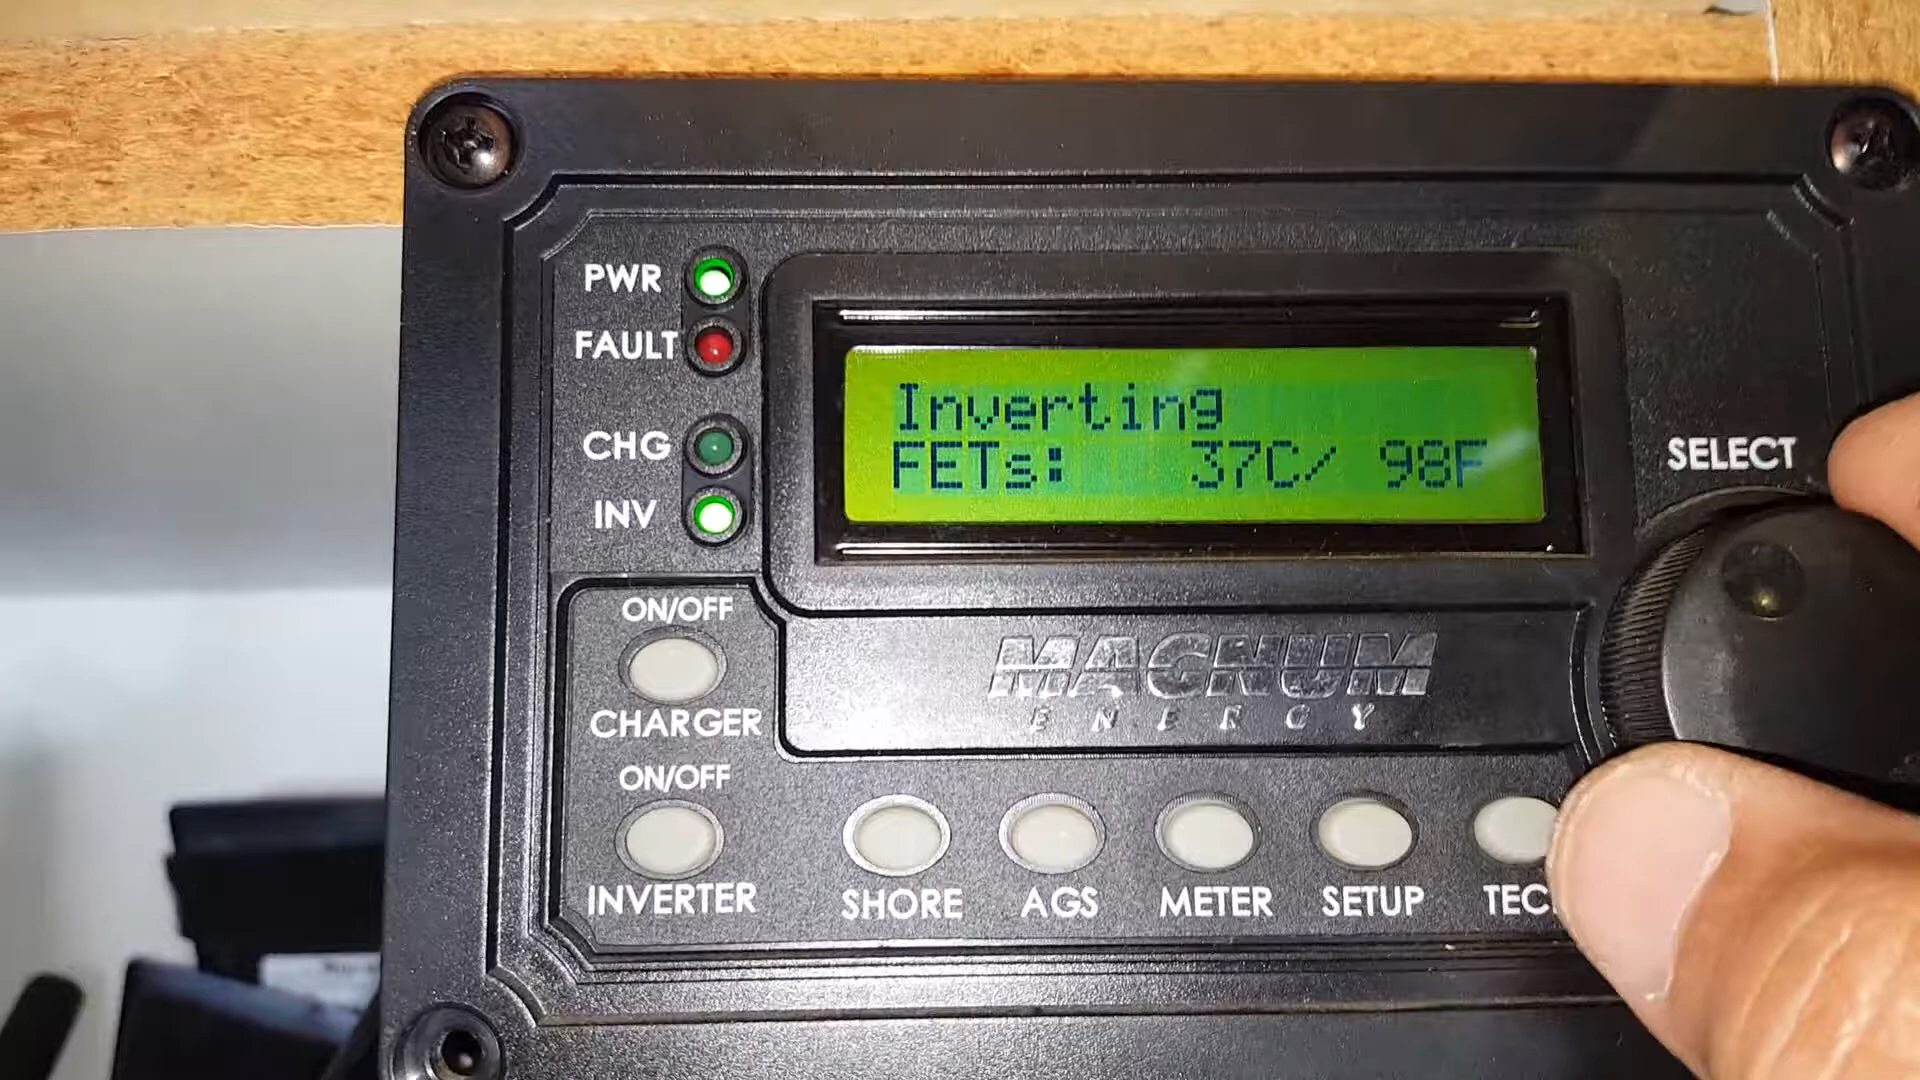 PWR
FAULT
CHG
INV
Inverting
FETs: 37C/ 98F
SELECT
ON/OFF
CHARGER
MAGNUM
ENERGY
ON/OFF
INVERTER
SHORE
AGS
METER
SETUP